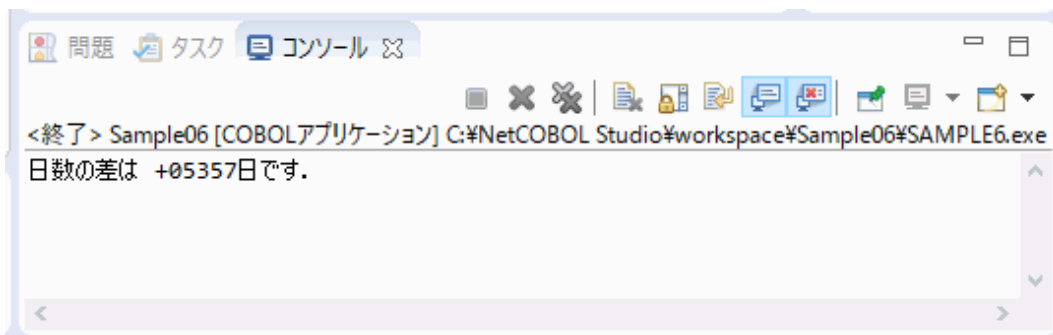 問題 タスク コンソール
<終了> Sample06 [COBOLアプリケーション] C:¥NetCOBOL Studio¥workspace¥Sample06¥SAMPLE6.exe
日数の差は +05357日です.